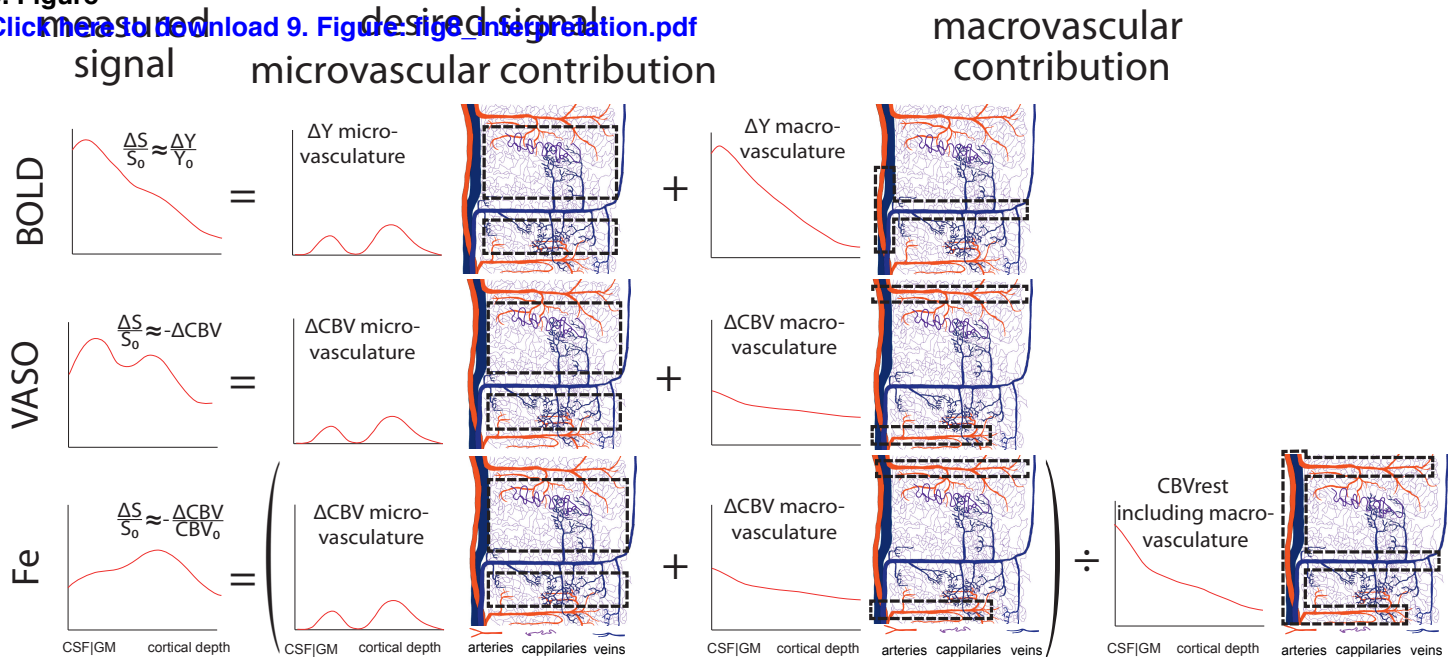 Figure
Click here to download 9. Figure: fig8_interpretation.pdf
measured
signal
desired signal
microvascular contribution
macrovascular
contribution
BOLD
ΔS/S₀ ≈ ΔY/Y₀
=
ΔY micro-
vasculature
+
ΔY macro-
vasculature
VASO
ΔS/S₀ ≈ -ΔCBV
=
ΔCBV micro-
vasculature
+
ΔCBV macro-
vasculature
Fe
ΔS/S₀ ≈ - ΔCBV/CBV₀
=
(
ΔCBV micro-
vasculature
+
ΔCBV macro-
vasculature
)
÷
CBVrest
including macro-
vasculature
CSF|GM cortical depth
CSF|GM cortical depth
arteries cappilaries veins
CSF|GM cortical depth
arteries cappilaries veins
CSF|GM cortical depth
arteries cappilaries veins